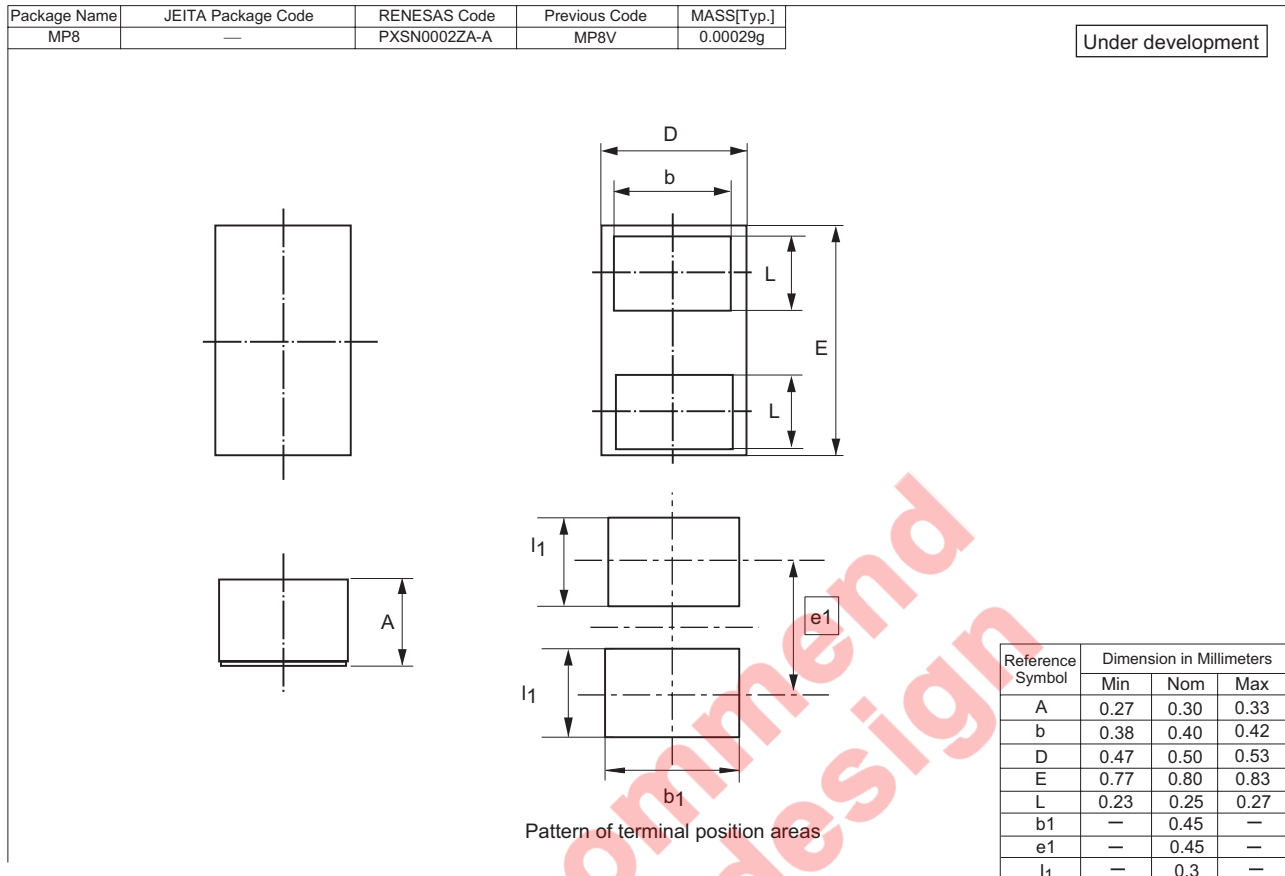 Package Name JEITA Package Code RENESAS Code Previous Code MASS[Typ.]
MP8 — PXSN0002ZA-A MP8V 0.00029g
Under development
D
b
L
E
L
l1
e1
A
l1
b1
Pattern of terminal position areas
Reference Symbol Dimension in Millimeters
Min Nom Max
A 0.27 0.30 0.33
b 0.38 0.40 0.42
D 0.47 0.50 0.53
E 0.77 0.80 0.83
L 0.23 0.25 0.27
b1 — 0.45 —
e1 — 0.45 —
l1 — 0.3 —
ommend
design